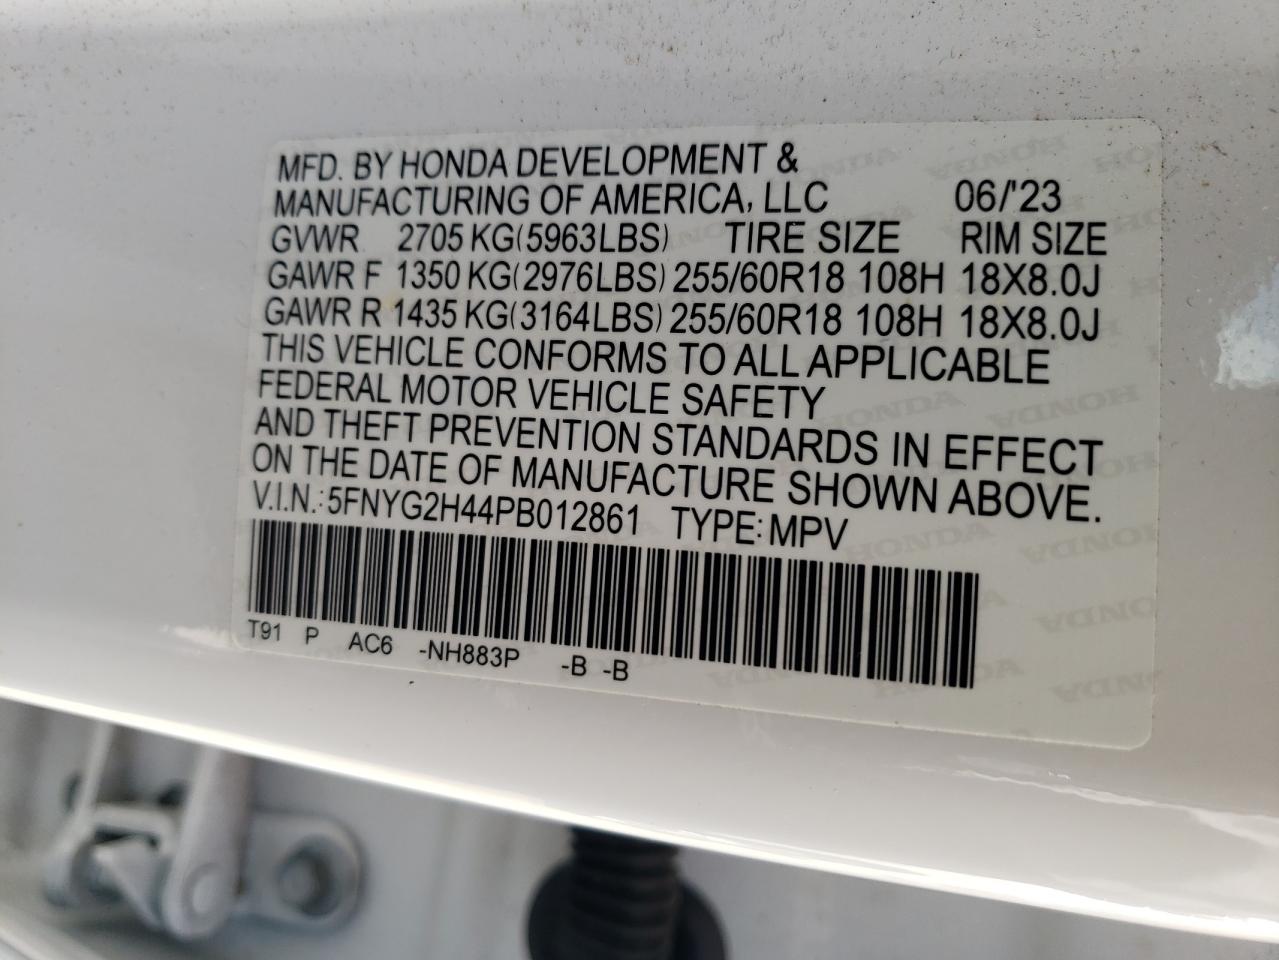 MFD. BY HONDA DEVELOPMENT &
MANUFACTURING OF AMERICA, LLC 06/'23
GVWR 2705 KG(5963LBS) TIRE SIZE RIM SIZE
GAWR F 1350 KG(2976LBS) 255/60R18 108H 18X8.0J
GAWR R 1435 KG(3164LBS) 255/60R18 108H 18X8.0J
THIS VEHICLE CONFORMS TO ALL APPLICABLE
FEDERAL MOTOR VEHICLE SAFETY
AND THEFT PREVENTION STANDARDS IN EFFECT
ON THE DATE OF MANUFACTURE SHOWN ABOVE.
V.I.N.: 5FNYG2H44PB012861 TYPE: MPV
T91 P AC6 -NH883P -B -B